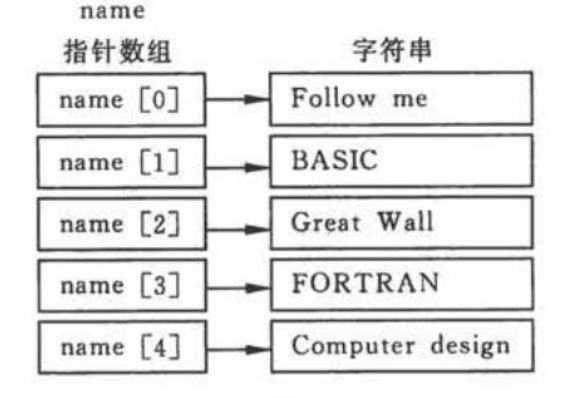 name
指针数组 字符串
name [0] Follow me
name [1] BASIC
name [2] Great Wall
name [3] FORTRAN
name [4] Computer design